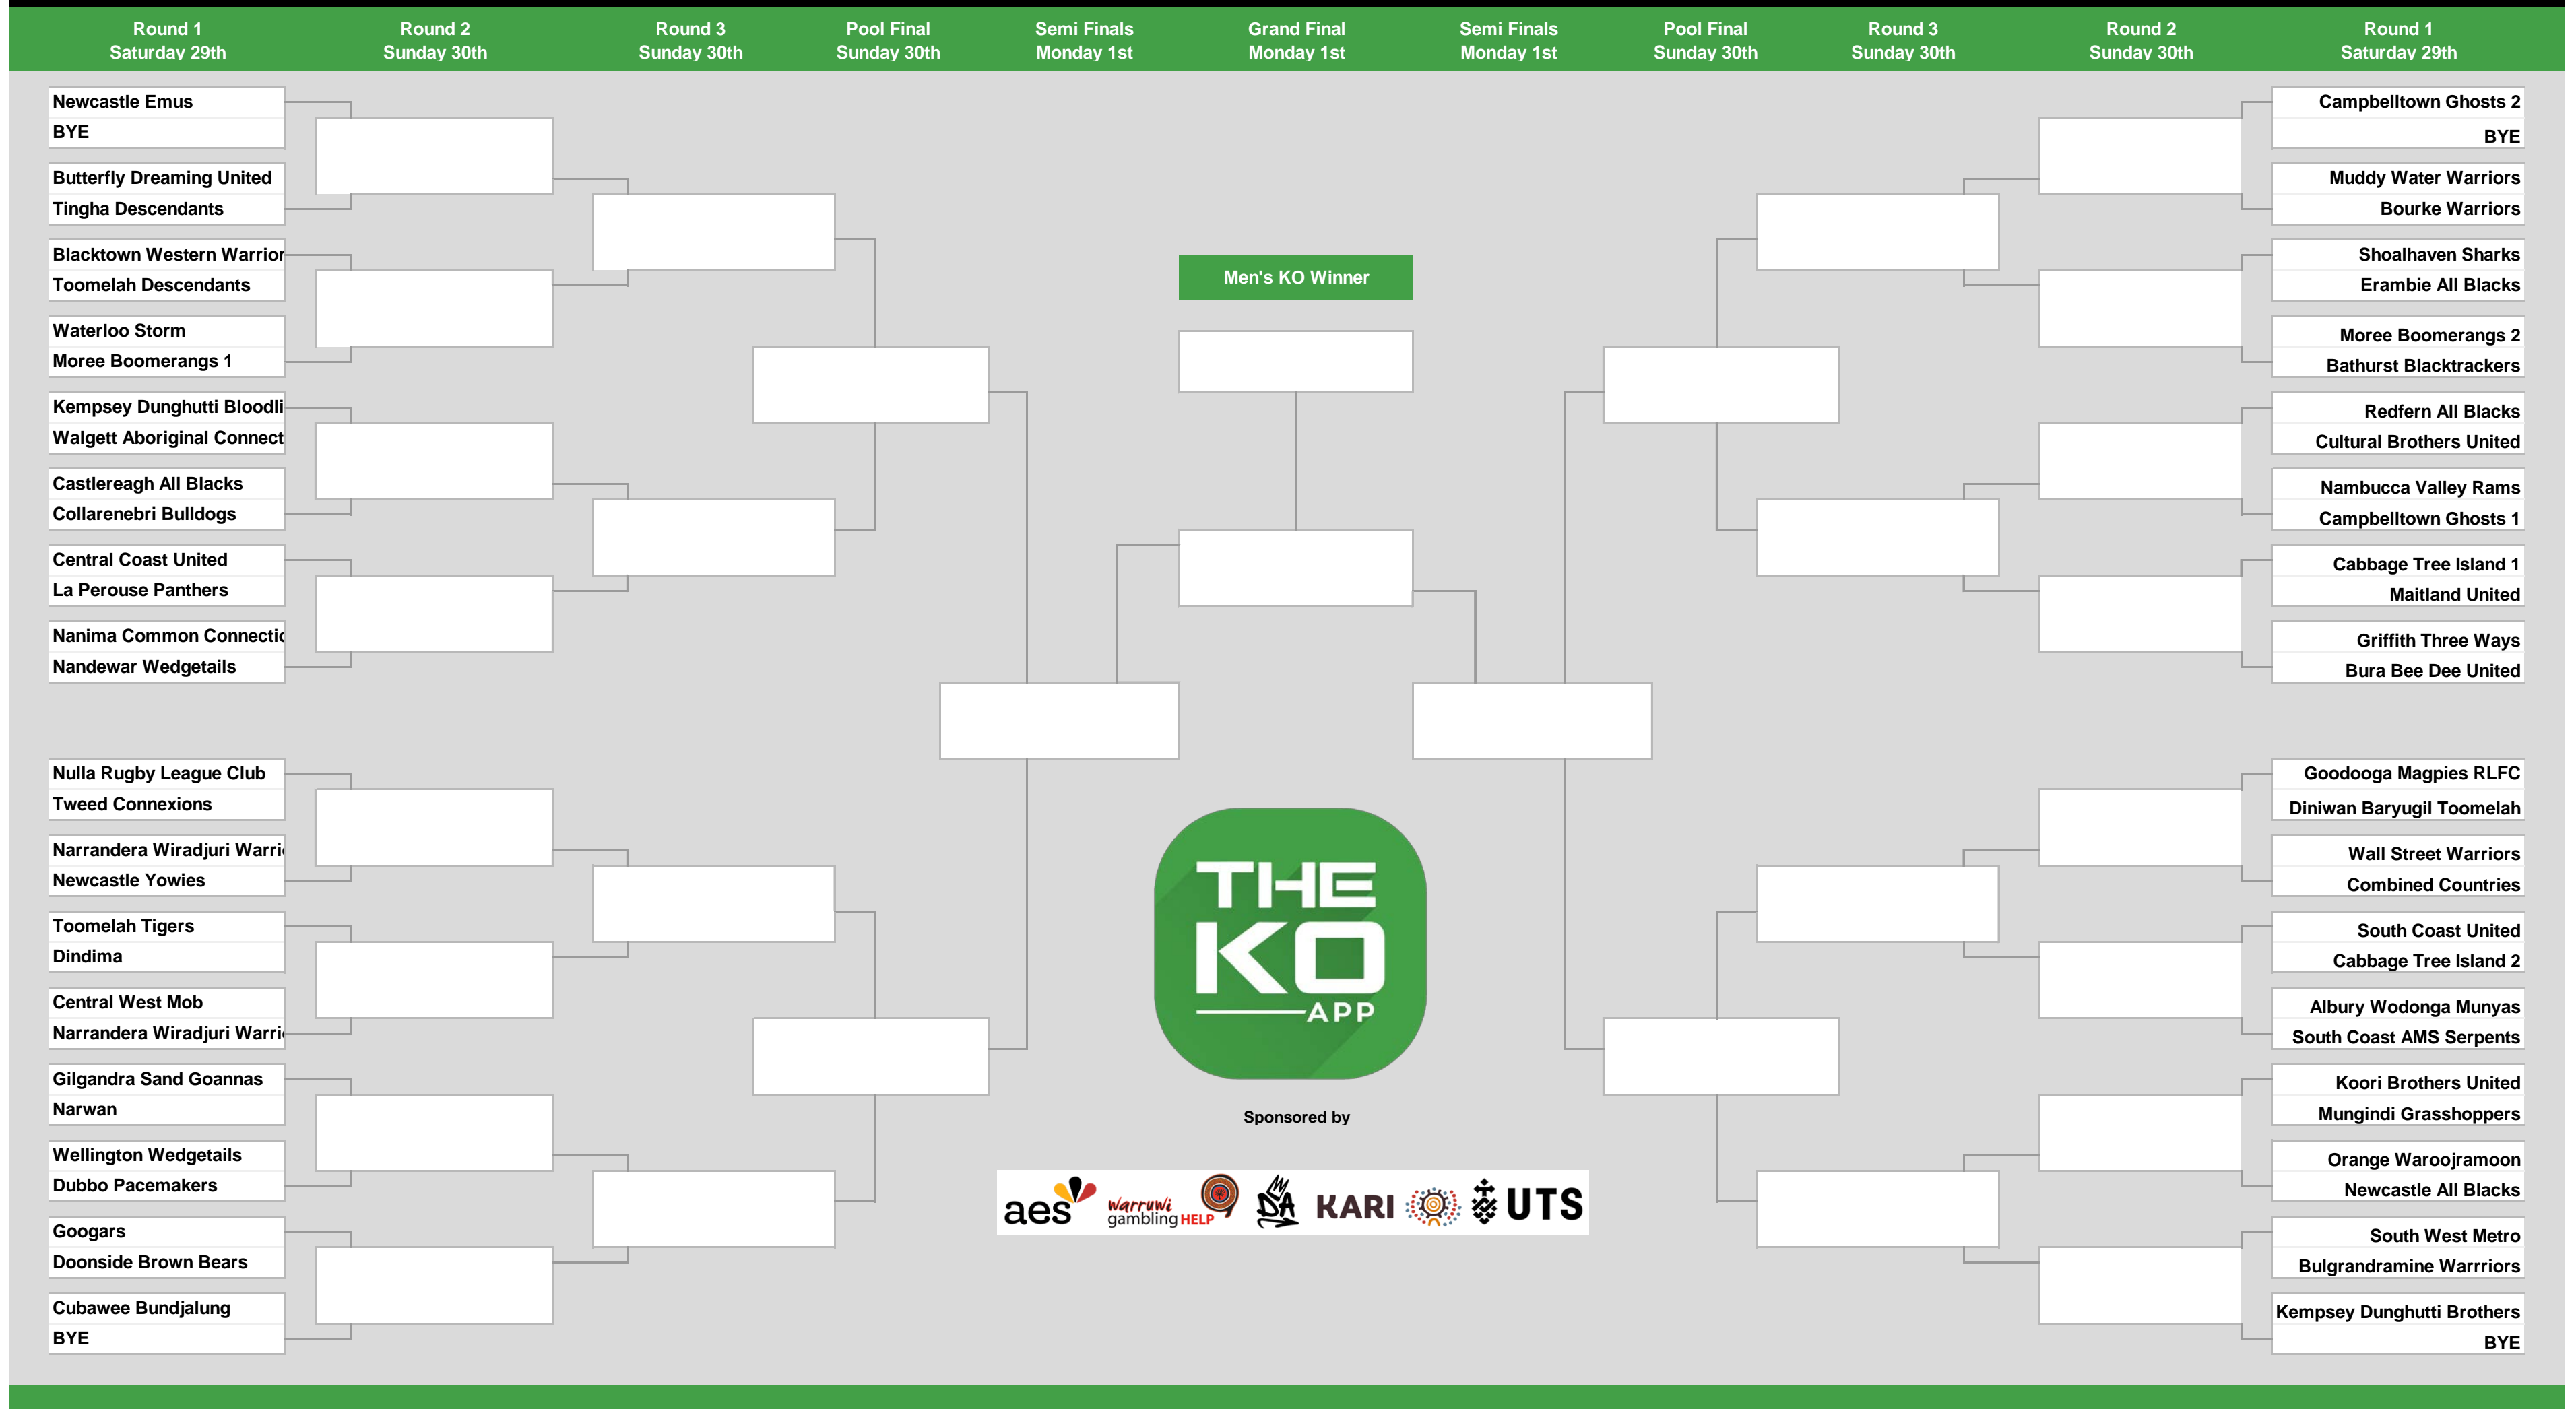 Round 1
Saturday 29th
Round 2
Sunday 30th
Round 3
Sunday 30th
Pool Final
Sunday 30th
Semi Finals
Monday 1st
Grand Final
Monday 1st
Semi Finals
Monday 1st
Pool Final
Sunday 30th
Round 3
Sunday 30th
Round 2
Sunday 30th
Round 1
Saturday 29th
Newcastle Emus
BYE
Butterfly Dreaming United
Tingha Descendants
Blacktown Western Warrior
Toomelah Descendants
Waterloo Storm
Moree Boomerangs 1
Kempsey Dunghutti Bloodli
Walgett Aboriginal Connect
Castlereagh All Blacks
Collarenebri Bulldogs
Central Coast United
La Perouse Panthers
Nanima Common Connectic
Nandewar Wedgetails
Nulla Rugby League Club
Tweed Connexions
Narrandera Wiradjuri Warri
Newcastle Yowies
Toomelah Tigers
Dindima
Central West Mob
Narrandera Wiradjuri Warri
Gilgandra Sand Goannas
Narwan
Wellington Wedgetails
Dubbo Pacemakers
Googars
Doonside Brown Bears
Cubawee Bundjalung
BYE
Men's KO Winner
THE
KO
APP
Sponsored by
aes
warruwi
gambling HELP
DA
KARI
UTS
Campbelltown Ghosts 2
BYE
Muddy Water Warriors
Bourke Warriors
Shoalhaven Sharks
Erambie All Blacks
Moree Boomerangs 2
Bathurst Blacktrackers
Redfern All Blacks
Cultural Brothers United
Nambucca Valley Rams
Campbelltown Ghosts 1
Cabbage Tree Island 1
Maitland United
Griffith Three Ways
Bura Bee Dee United
Goodooga Magpies RLFC
Diniwan Baryugil Toomelah
Wall Street Warriors
Combined Countries
South Coast United
Cabbage Tree Island 2
Albury Wodonga Munyas
South Coast AMS Serpents
Koori Brothers United
Mungindi Grasshoppers
Orange Waroojramoon
Newcastle All Blacks
South West Metro
Bulgrandramine Warrriors
Kempsey Dunghutti Brothers
BYE